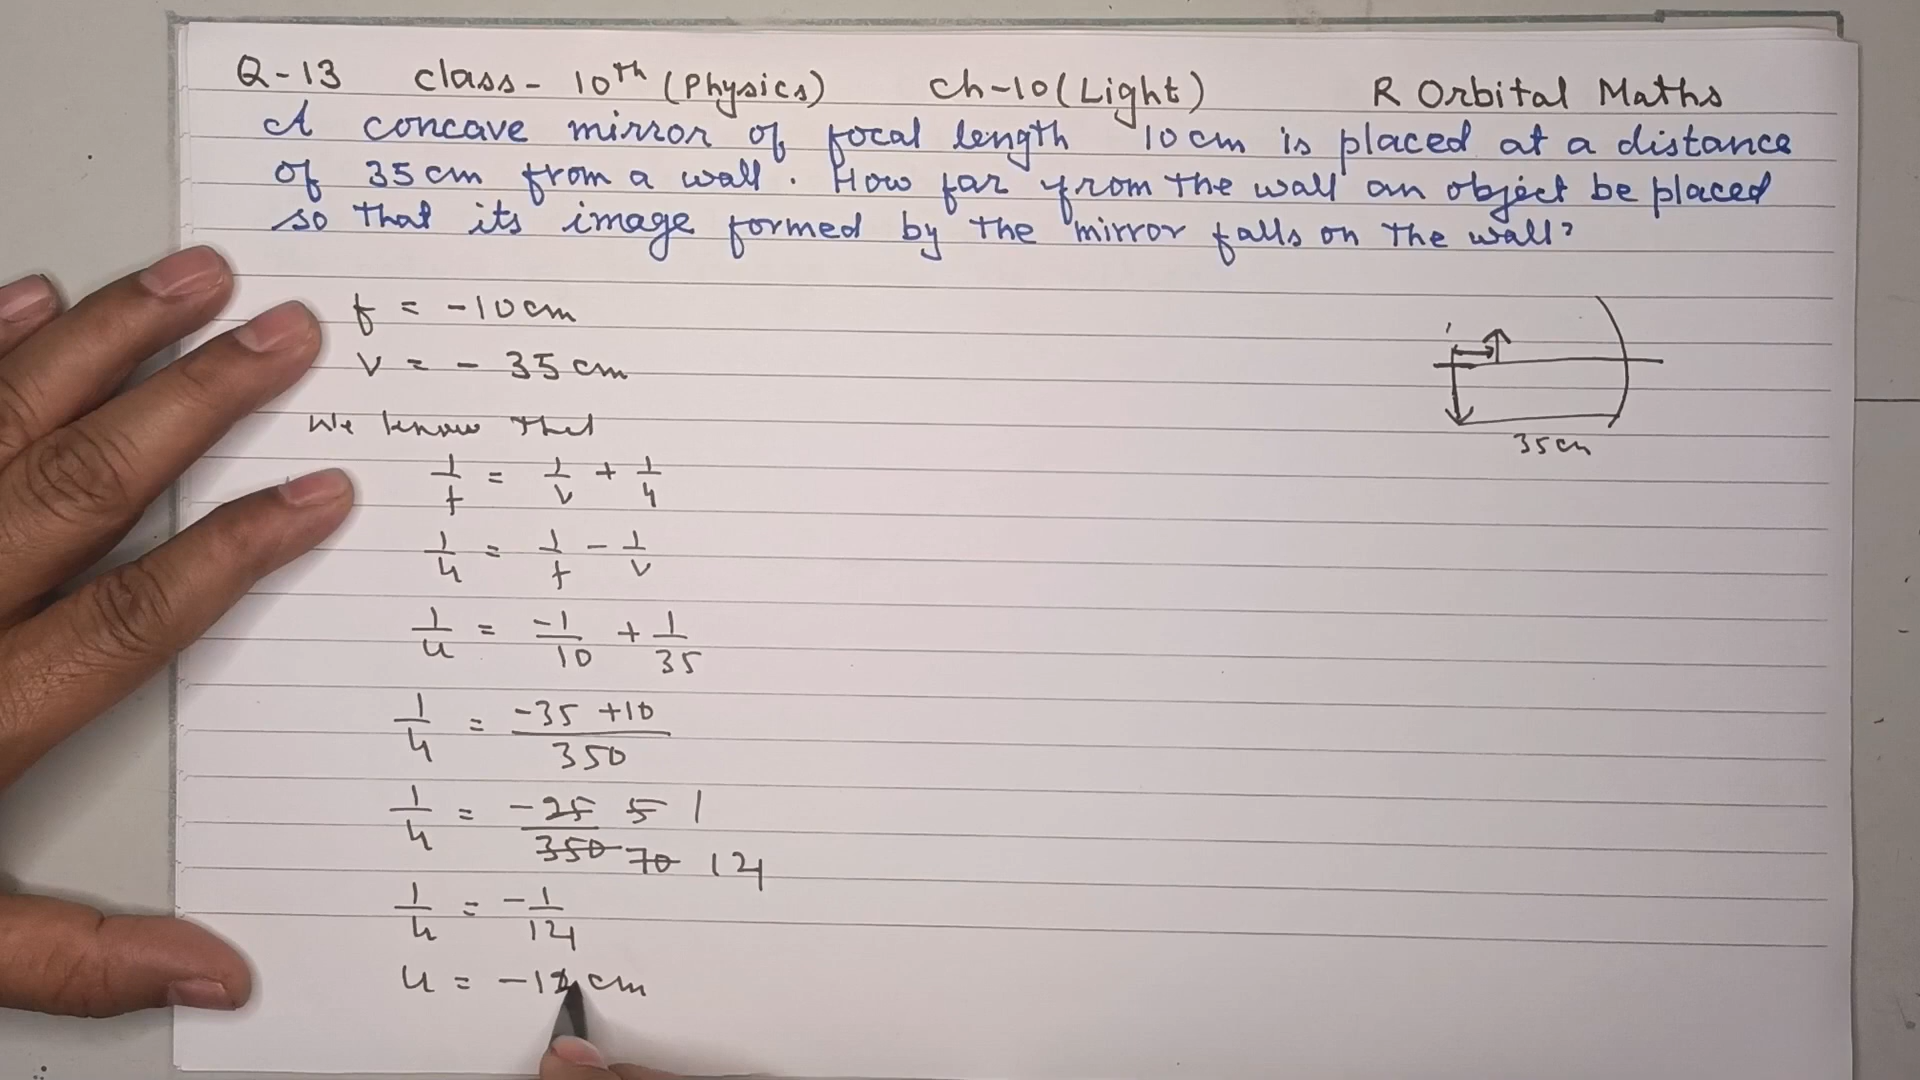 Q-13 class- 10th (Physics) ch-10 (Light) R Orbital Maths
A concave mirror of focal length 10 cm is placed at a distance
of 35 cm from a wall. How far from the wall an object be placed
so that its image formed by the mirror falls on the wall?
f = -10 cm
v = - 35 cm
We know that
1/f = 1/v + 1/u
1/u = 1/f - 1/v
1/u = -1/10 + 1/35
1/u = -35 +10/350
1/u = -25 5 1/350 70 14
1/u = -1/14
u = -14 cm
35 cm